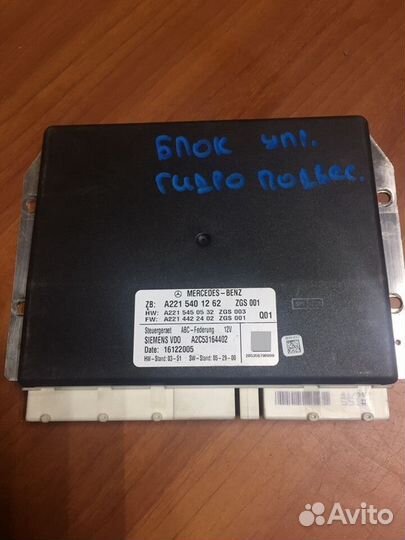 БЛОК УПР.
ГИДРО ПОДВЕС.
MERCEDES-BENZ
ZB: A221 540 12 62 ZGS 001
HW: A221 545 05 32 ZGS 003
FW: A221 442 24 02 ZGS 001 Q01
Steuergeraet ABC-Federung 12V
SIEMENS VDO A2C53164402
Date: 16122005
HW-Stand: 03-51 SW-Stand: 05-29-00
Avito